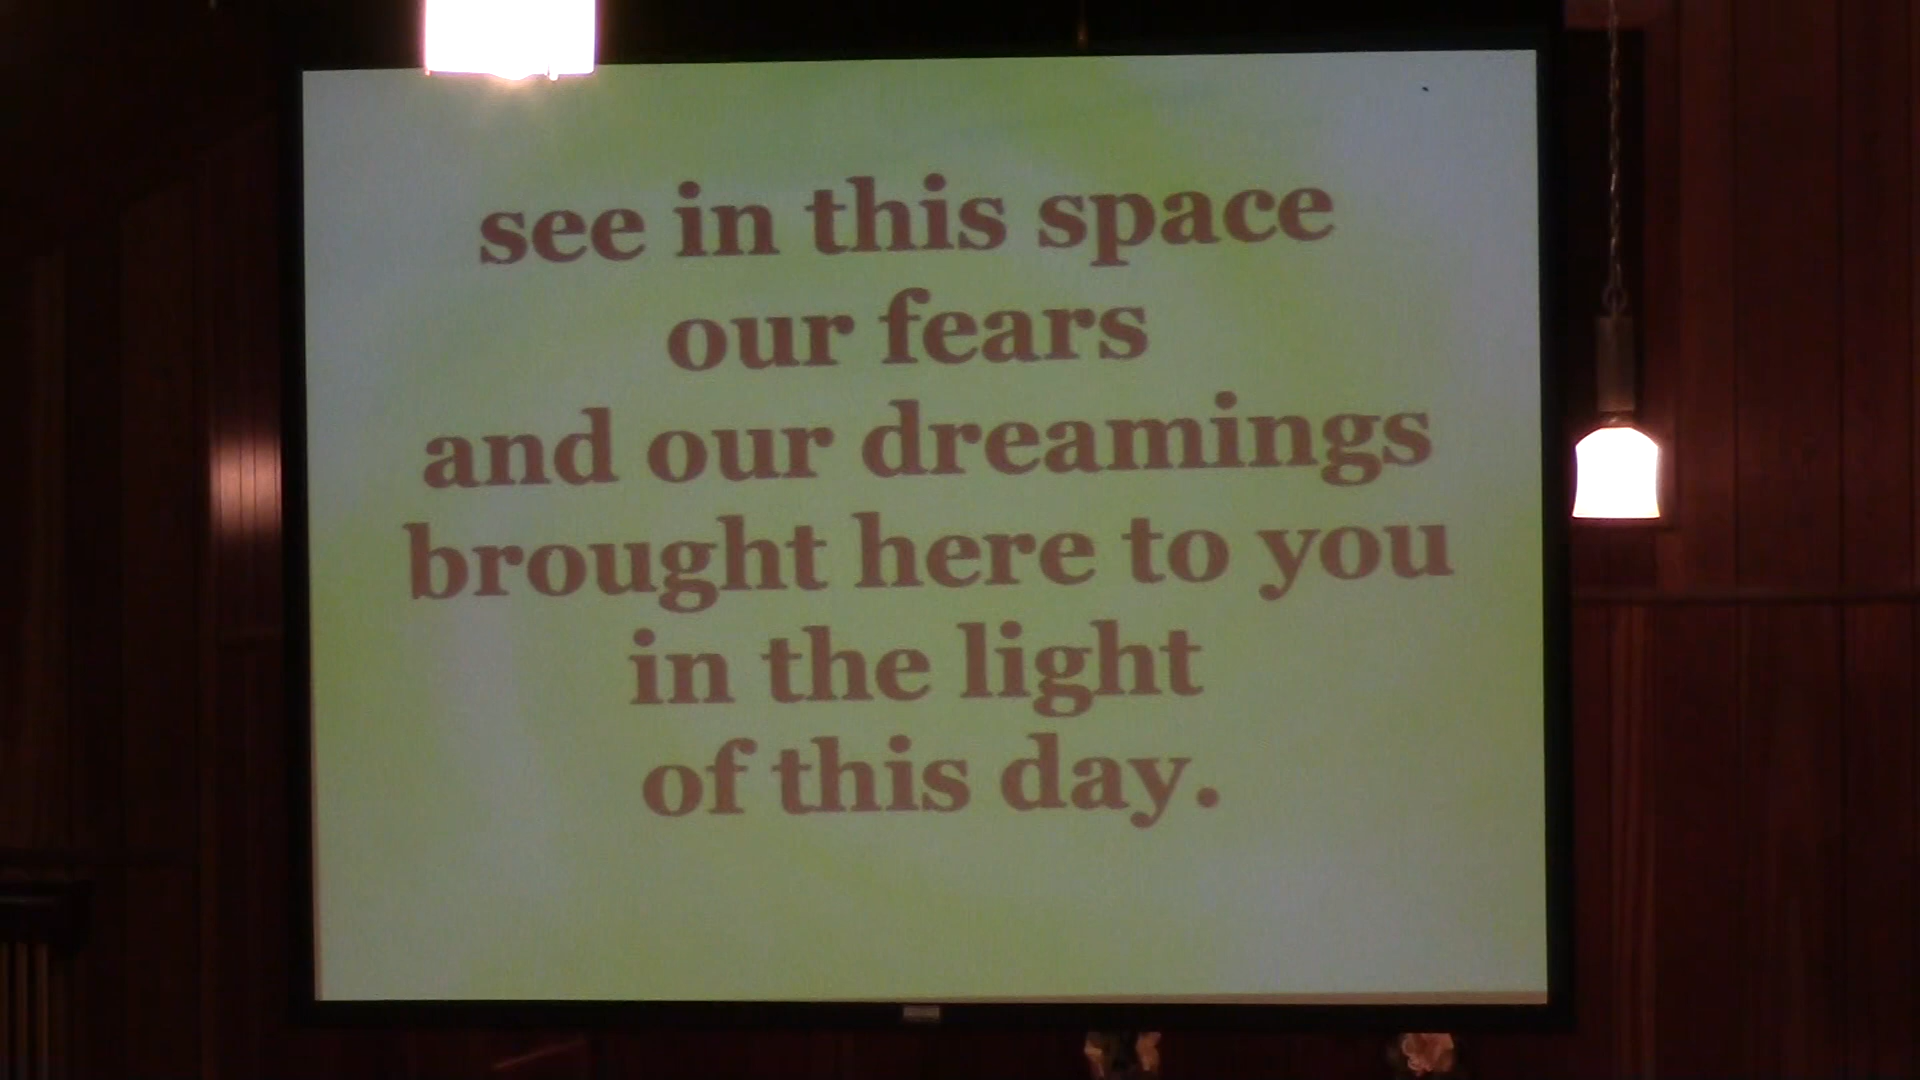 see in this space
our fears
and our dreamings
brought here to you
in the light
of this day.